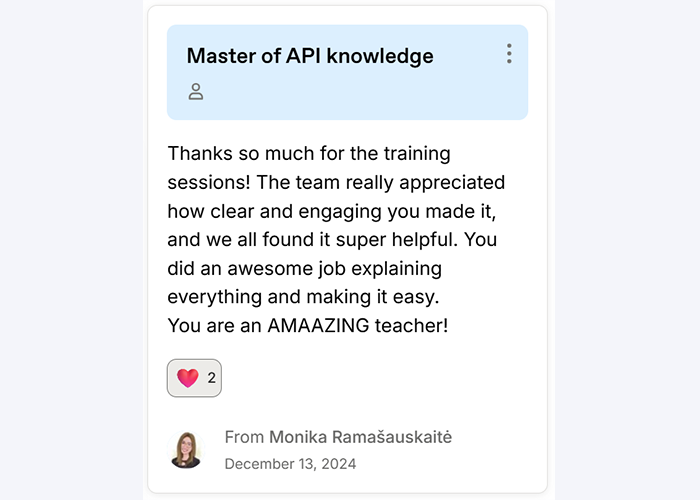 Master of API knowledge
Thanks so much for the training
sessions! The team really appreciated
how clear and engaging you made it,
and we all found it super helpful. You
did an awesome job explaining
everything and making it easy.
You are an AMAAZING teacher!
2
From Monika Ramašauskaitė
December 13, 2024